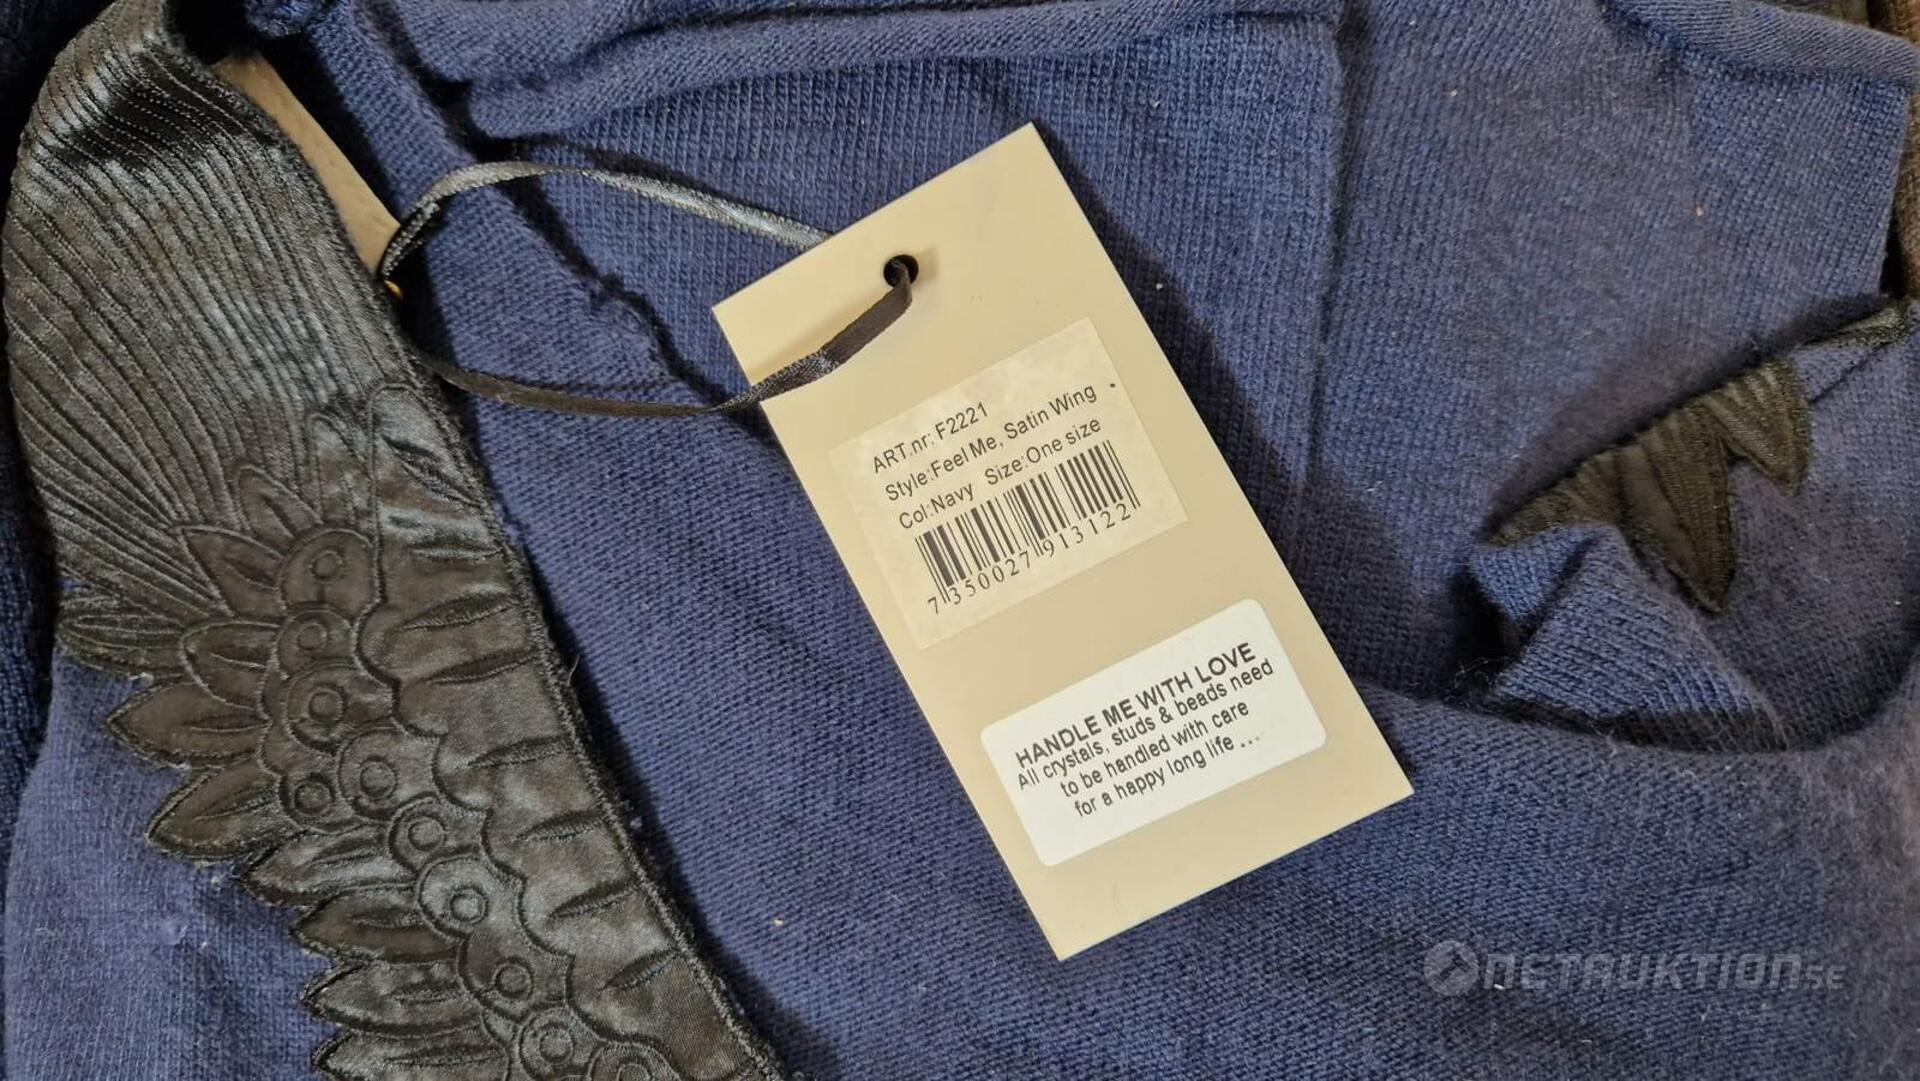 ART.nr: F2221
Style:Feel Me, Satin Wing
Col:Navy Size:One size
7350027913122
HANDLE ME WITH LOVE
All crystals, studs & beads need
to be handled with care
for a happy long life ...
NETAUKTION.SE